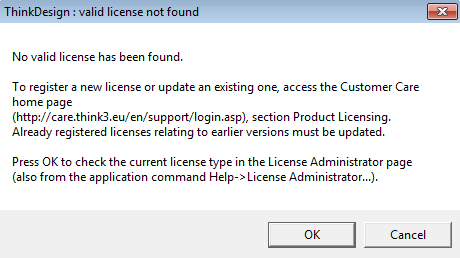 ThinkDesign : valid license not found
No valid license has been found.
To register a new license or update an existing one, access the Customer Care
home page
(http://care.think3.eu/en/support/login.asp), section Product Licensing.
Already registered licenses relating to earlier versions must be updated.
Press OK to check the current license type in the License Administrator page
(also from the application command Help->License Administrator...).
OK
Cancel